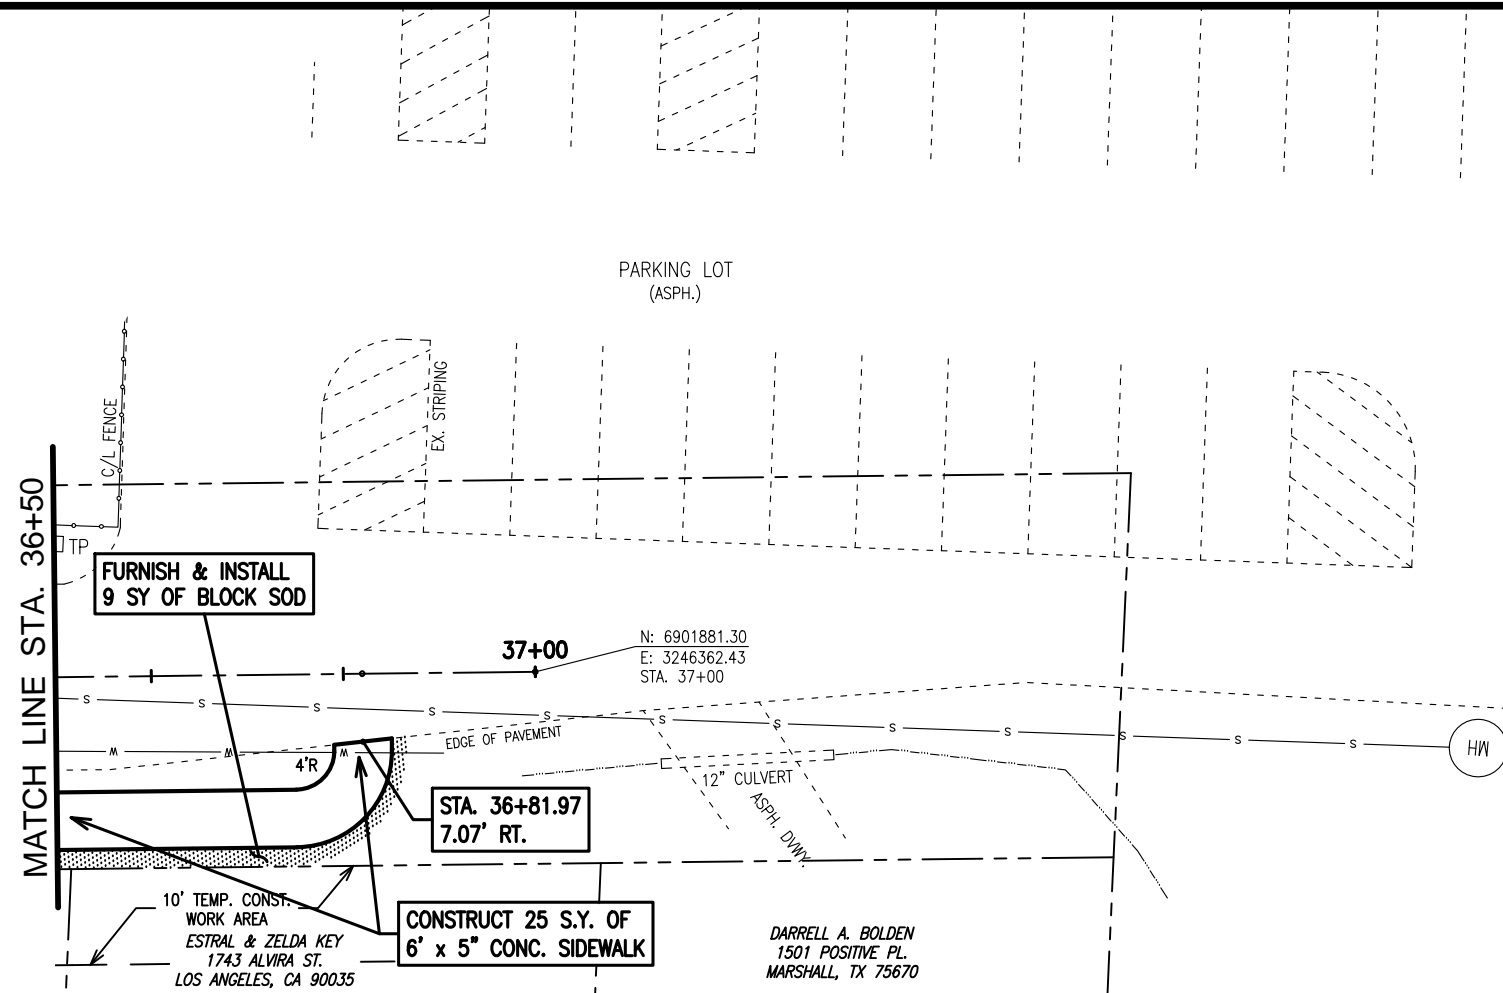 PARKING LOT
(ASPH.)
C/L FENCE
EX. STRIPING
MATCH LINE STA. 36+50
TP
FURNISH & INSTALL
9 SY OF BLOCK SOD
37+00
N: 6901881.30
E: 3246362.43
STA. 37+00
S S S S S S S S S S S S
W W W
EDGE OF PAVEMENT
MH
4'R
12" CULVERT
ASPH. DVWY.
STA. 36+81.97
7.07' RT.
10' TEMP. CONST.
WORK AREA
ESTRAL & ZELDA KEY
1743 ALVIRA ST.
LOS ANGELES, CA 90035
CONSTRUCT 25 S.Y. OF
6' x 5" CONC. SIDEWALK
DARRELL A. BOLDEN
1501 POSITIVE PL.
MARSHALL, TX 75670